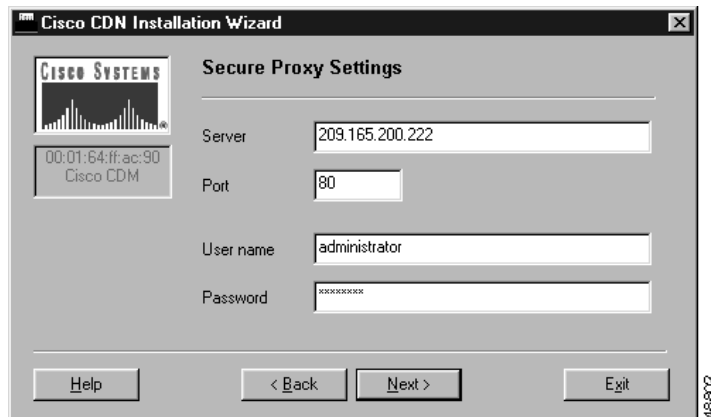 Cisco CDN Installation Wizard
CISCO SYSTEMS
®
00:01:64:ff:ac:90
Cisco CDM
Secure Proxy Settings
Server 209.165.200.222
Port 80
User name administrator
Password ********
Help < Back Next > Exit
48802